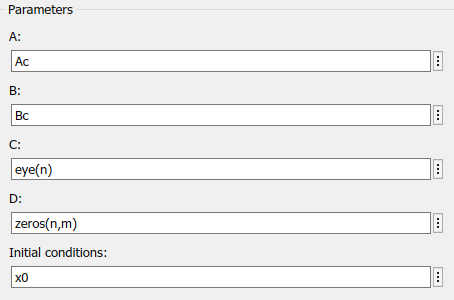 Parameters
A:
Ac
B:
Bc
C:
eye(n)
D:
zeros(n,m)
Initial conditions:
x0